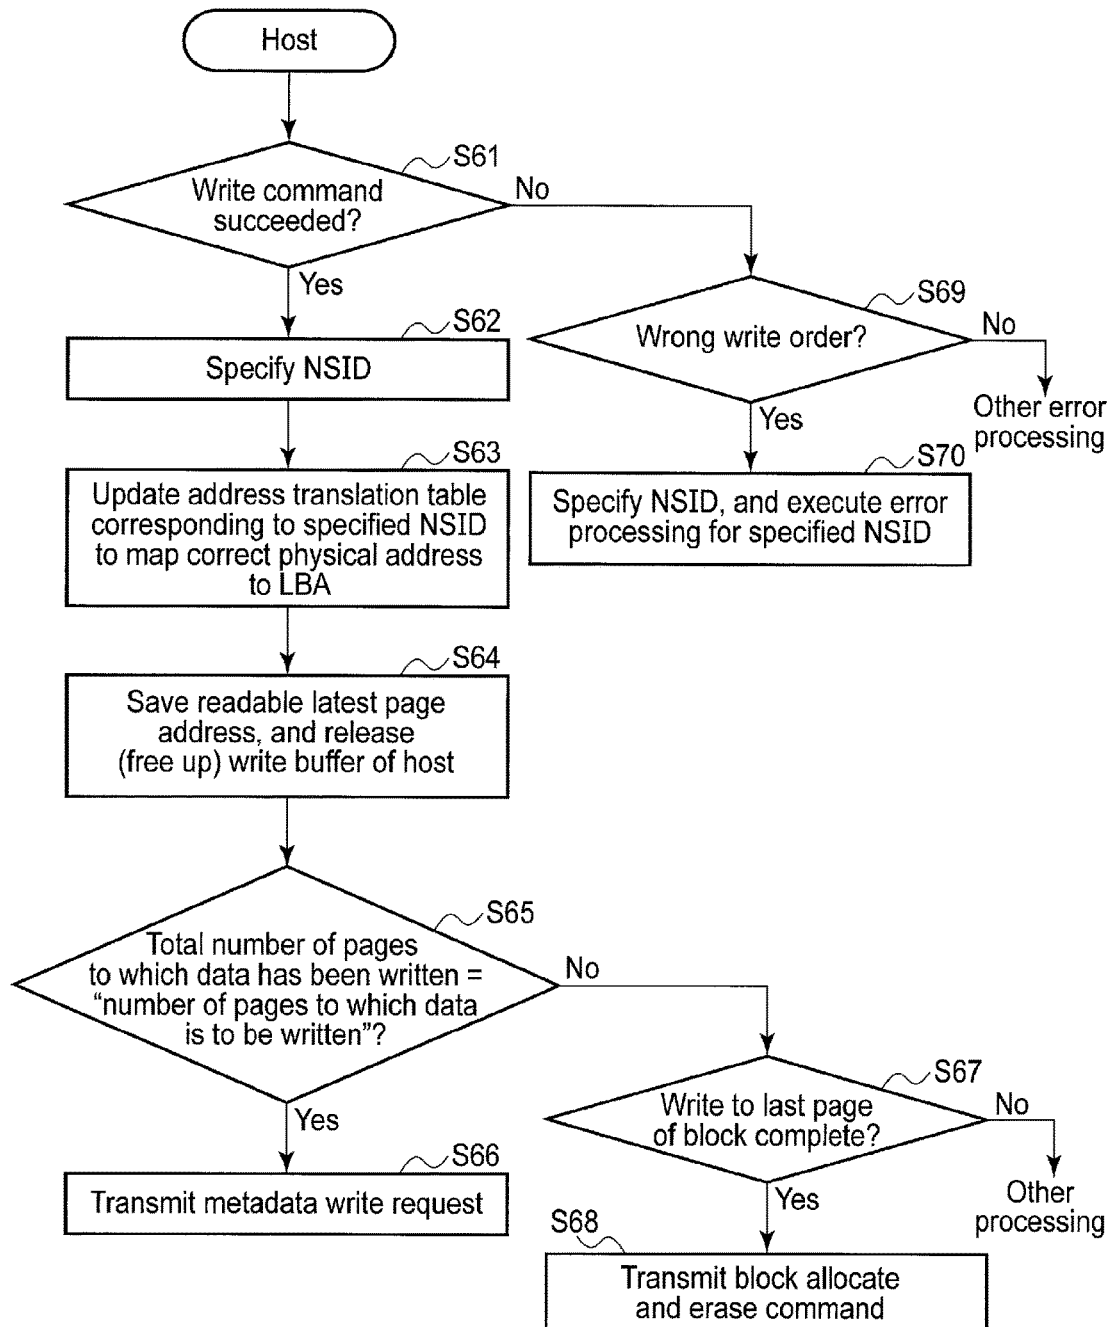 Host
S61
Write command
succeeded?
No
Yes
S62
Specify NSID
S69
Wrong write order?
No
Other error
processing
Yes
S63
Update address translation table
corresponding to specified NSID
to map correct physical address
to LBA
S70
Specify NSID, and execute error
processing for specified NSID
S64
Save readable latest page
address, and release
(free up) write buffer of host
S65
Total number of pages
to which data has been written =
“number of pages to which data
is to be written”?
No
Yes
S66
Transmit metadata write request
S67
Write to last page
of block complete?
No
Other
processing
Yes
S68
Transmit block allocate
and erase command